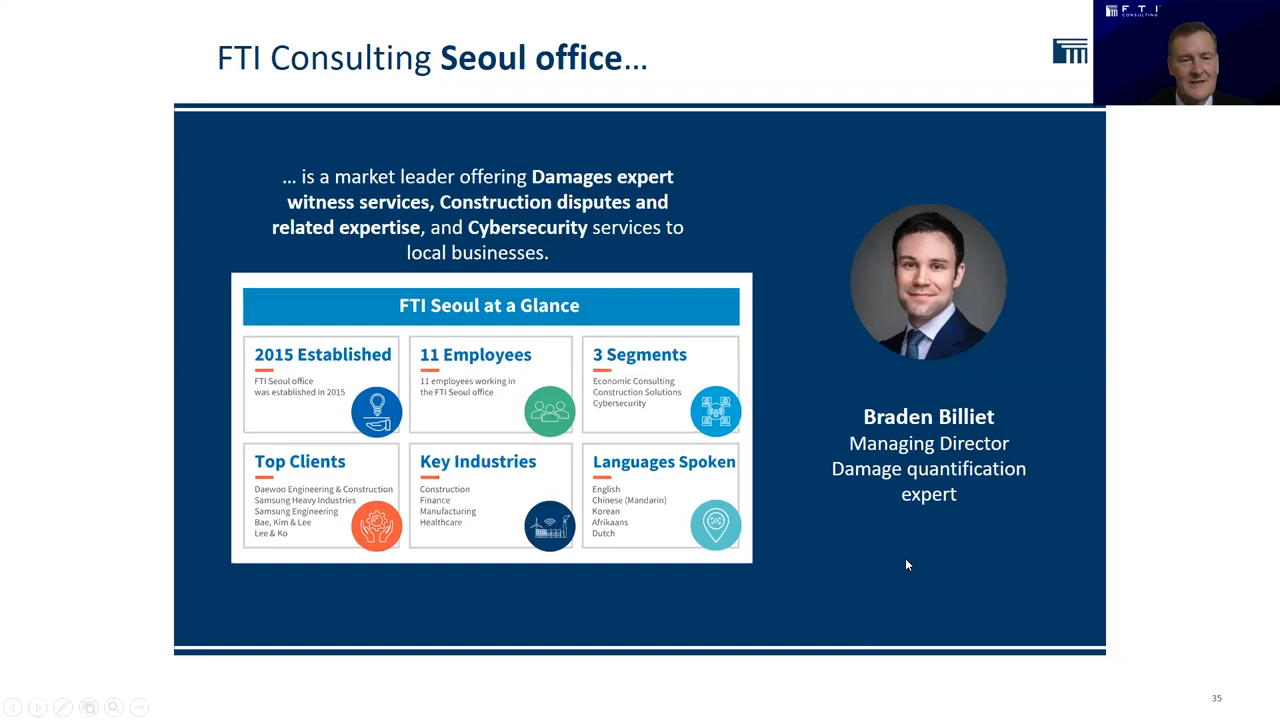 FTI Consulting Seoul office…
FTI
CONSULTING
… is a market leader offering Damages expert
witness services, Construction disputes and
related expertise, and Cybersecurity services to
local businesses.
FTI Seoul at a Glance
2015 Established
FTI Seoul office
was established in 2015
11 Employees
11 employees working in
the FTI Seoul office
3 Segments
Economic Consulting
Construction Solutions
Cybersecurity
Top Clients
Daewoo Engineering & Construction
Samsung Heavy Industries
Samsung Engineering
Bae, Kim & Lee
Lee & Ko
Key Industries
Construction
Finance
Manufacturing
Healthcare
Languages Spoken
English
Chinese (Mandarin)
Korean
Afrikaans
Dutch
Braden Billiet
Managing Director
Damage quantification
expert
35